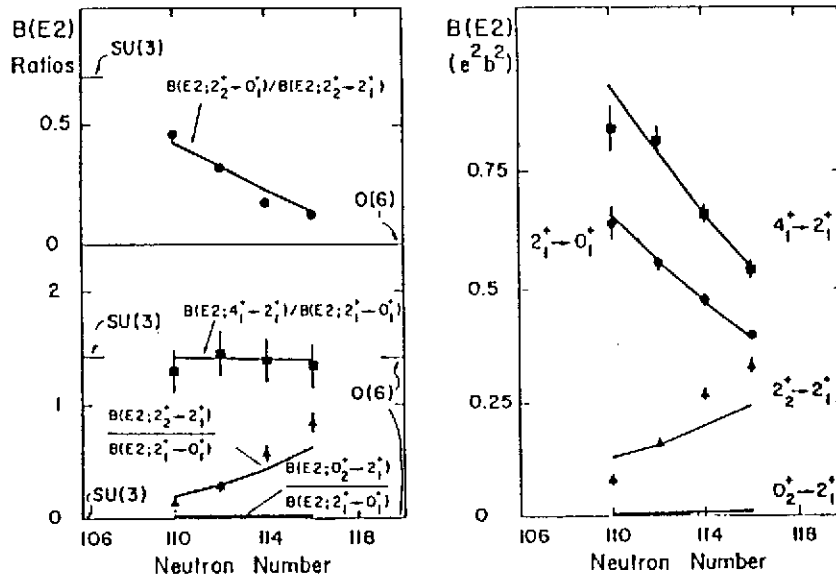 B(E2)
Ratios
SU(3)
B(E2;2₂⁺→0₁⁺)/B(E2;2₂⁺→2₁⁺)
0.5
O(6)
0
2
SU(3)
B(E2;4₁⁺→2₁⁺)/B(E2;2₁⁺→0₁⁺)
1
O(6)
B(E2;2₂⁺→2₁⁺)
B(E2;2₁⁺→0₁⁺)
B(E2;0₂⁺→2₁⁺)
B(E2;2₁⁺→0₁⁺)
SU(3)
0
106 110 114 118
Neutron Number
B(E2)
(e²b²)
0.75
4₁⁺→2₁⁺
2₁⁺→0₁⁺
0.5
2₂⁺→2₁⁺
0.25
0₂⁺→2₁⁺
0
106 110 114 118
Neutron Number